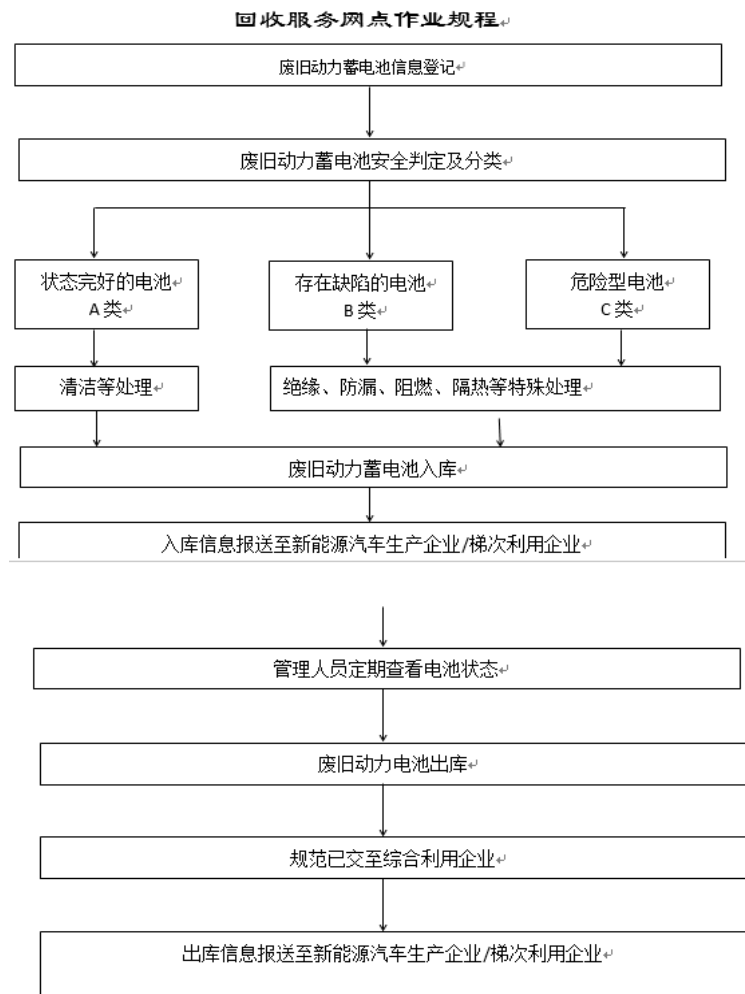 回收服务网点作业规程
废旧动力蓄电池信息登记
废旧动力蓄电池安全判定及分类
状态完好的电池
A 类
存在缺陷的电池
B 类
危险型电池
C 类
清洁等处理
绝缘、防漏、阻燃、隔热等特殊处理
废旧动力蓄电池入库
入库信息报送至新能源汽车生产企业/梯次利用企业
管理人员定期查看电池状态
废旧动力电池出库
规范已交至综合利用企业
出库信息报送至新能源汽车生产企业/梯次利用企业